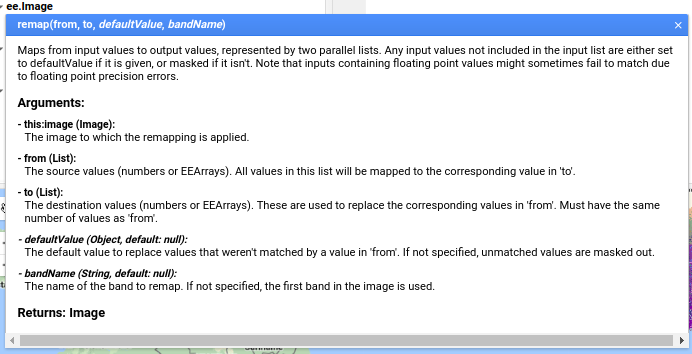 ee.Image
remap(from, to, defaultValue, bandName)
Maps from input values to output values, represented by two parallel lists. Any input values not included in the input list are either set
to defaultValue if it is given, or masked if it isn't. Note that inputs containing floating point values might sometimes fail to match due
to floating point precision errors.
Arguments:
- this:image (Image):
The image to which the remapping is applied.
- from (List):
The source values (numbers or EEArrays). All values in this list will be mapped to the corresponding value in 'to'.
- to (List):
The destination values (numbers or EEArrays). These are used to replace the corresponding values in 'from'. Must have the same
number of values as 'from'.
- defaultValue (Object, default: null):
The default value to replace values that weren't matched by a value in 'from'. If not specified, unmatched values are masked out.
- bandName (String, default: null):
The name of the band to remap. If not specified, the first band in the image is used.
Returns: Image